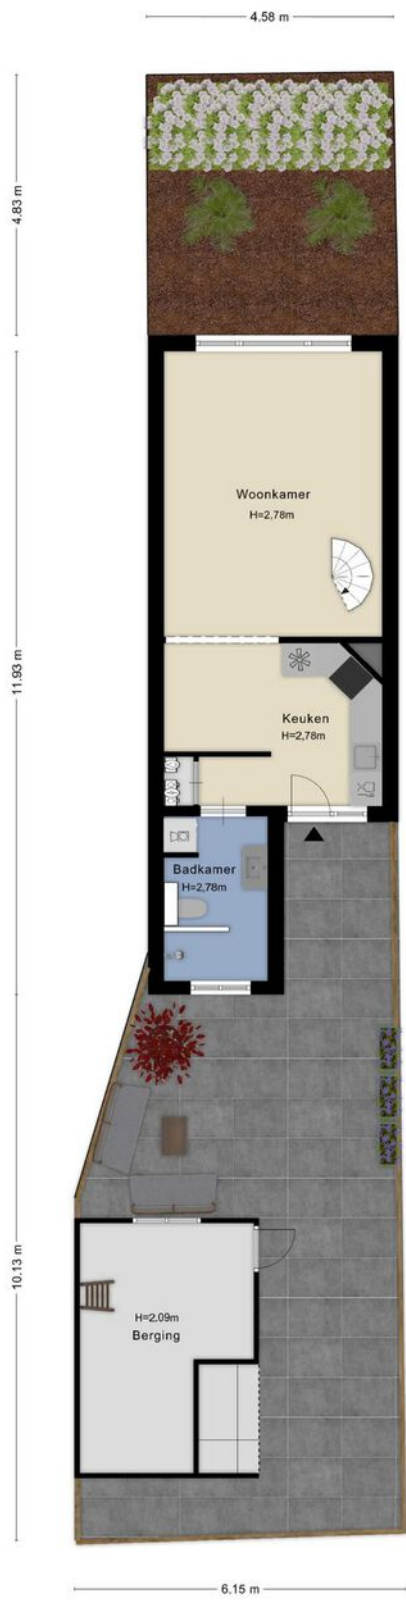 4.58 m
4.83 m
Woonkamer
H=2,78m
11.93 m
Keuken
H=2,78m
Badkamer
H=2,78m
10.13 m
H=2.09m
Berging
6.15 m